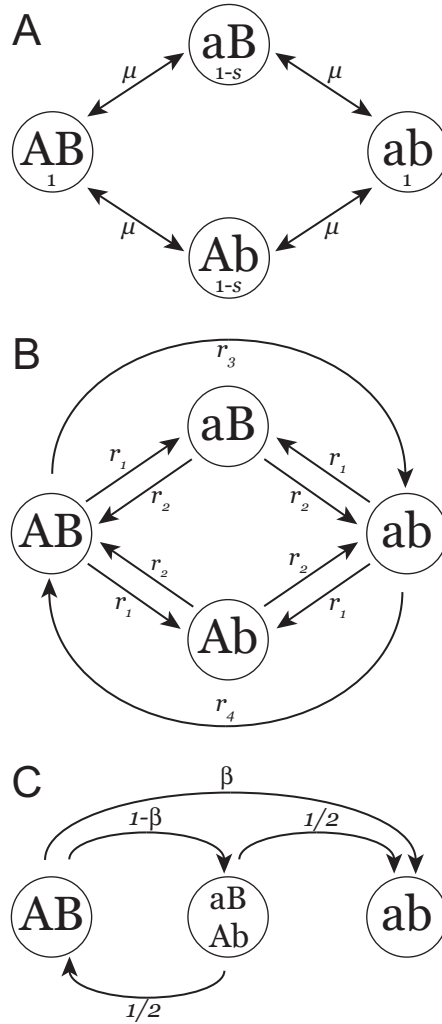 A
aB
1-s
μ
μ
AB
1
ab
1
μ
μ
Ab
1-s
B
r3
aB
r1
r1
r2
r2
AB
ab
r2
r2
r1
r1
Ab
r4
C
β
1-β
1/2
AB
aB
Ab
ab
1/2